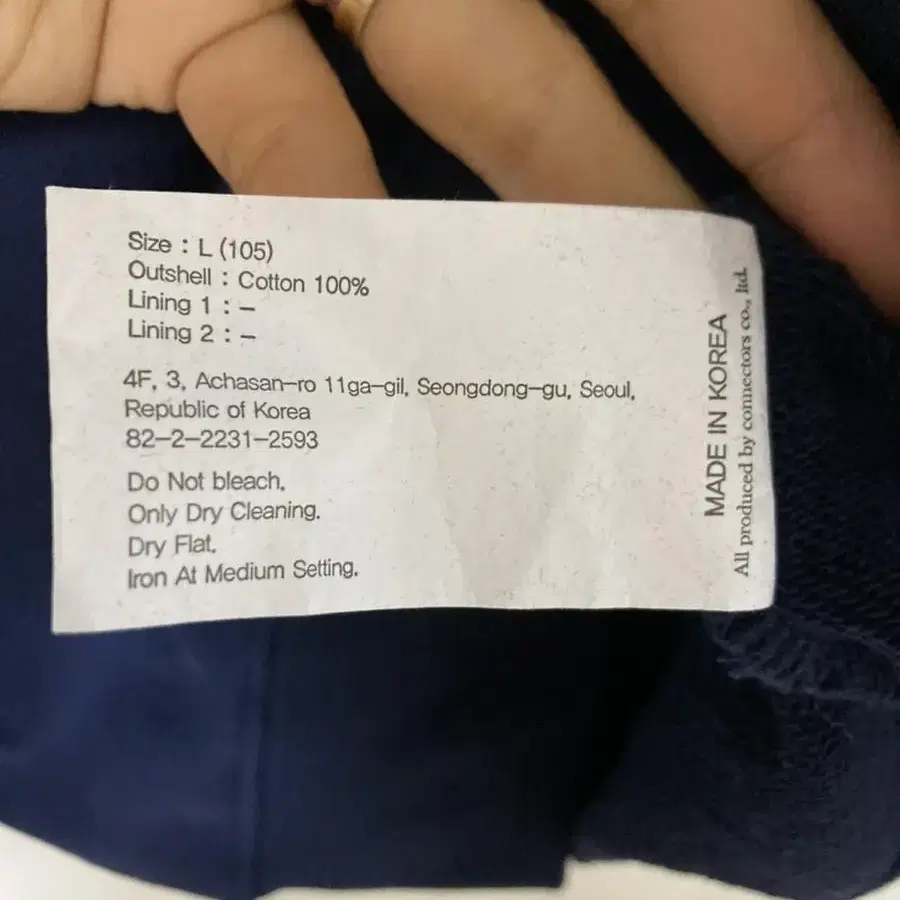 Size : L (105)
Outshell : Cotton 100%
Lining 1 : –
Lining 2 : –
4F, 3, Achasan–ro 11ga–gil, Seongdong–gu, Seoul,
Republic of Korea
82–2–2231–2593
Do Not bleach,
Only Dry Cleaning.
Dry Flat.
Iron At Medium Setting.
MADE IN KOREA
All produced by connectors co., ltd.